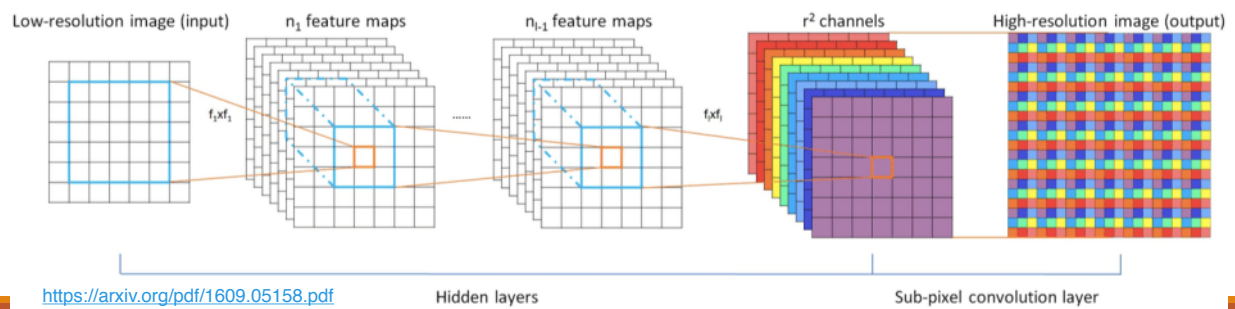 Low-resolution image (input)
n1 feature maps
nl-1 feature maps
r2 channels
High-resolution image (output)
f1xf1
......
flxfl
https://arxiv.org/pdf/1609.05158.pdf
Hidden layers
Sub-pixel convolution layer